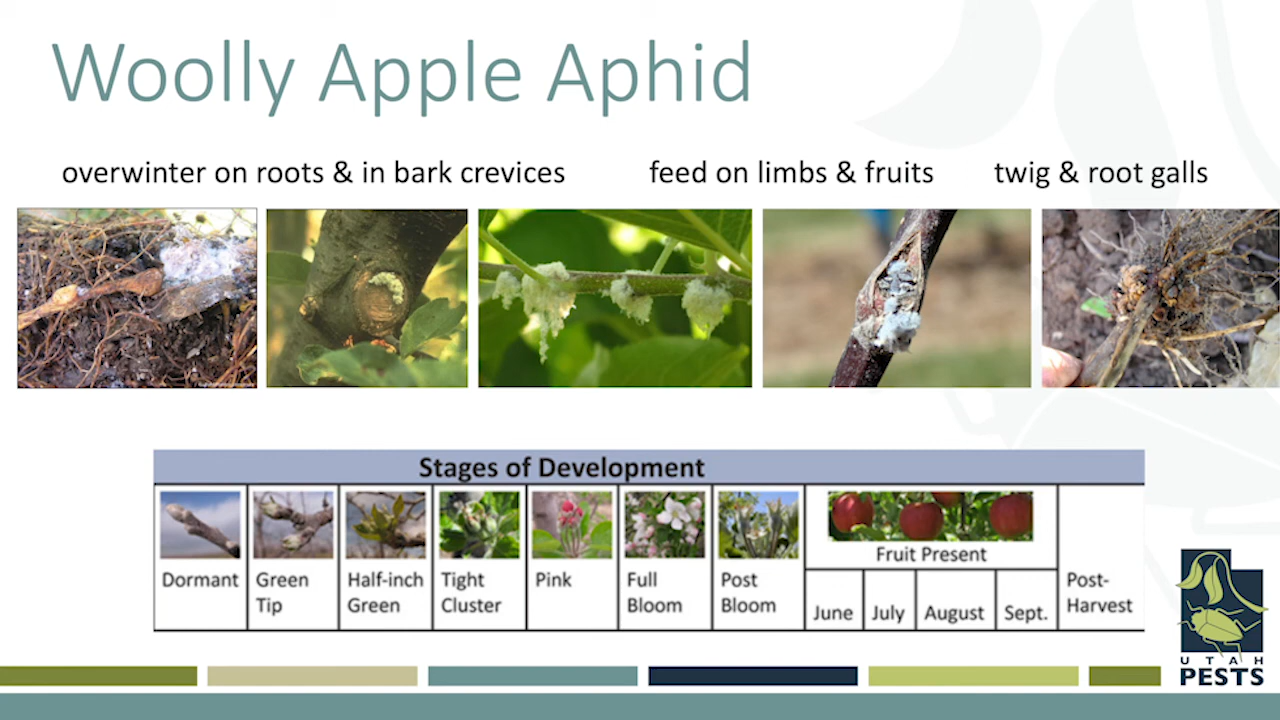 Woolly Apple Aphid
overwinter on roots & in bark crevices
feed on limbs & fruits
twig & root galls
Stages of Development
Dormant
Green
Tip
Half-inch
Green
Tight
Cluster
Pink
Full
Bloom
Post
Bloom
Fruit Present
June
July
August
Sept.
Post-
Harvest
UTAH
PESTS